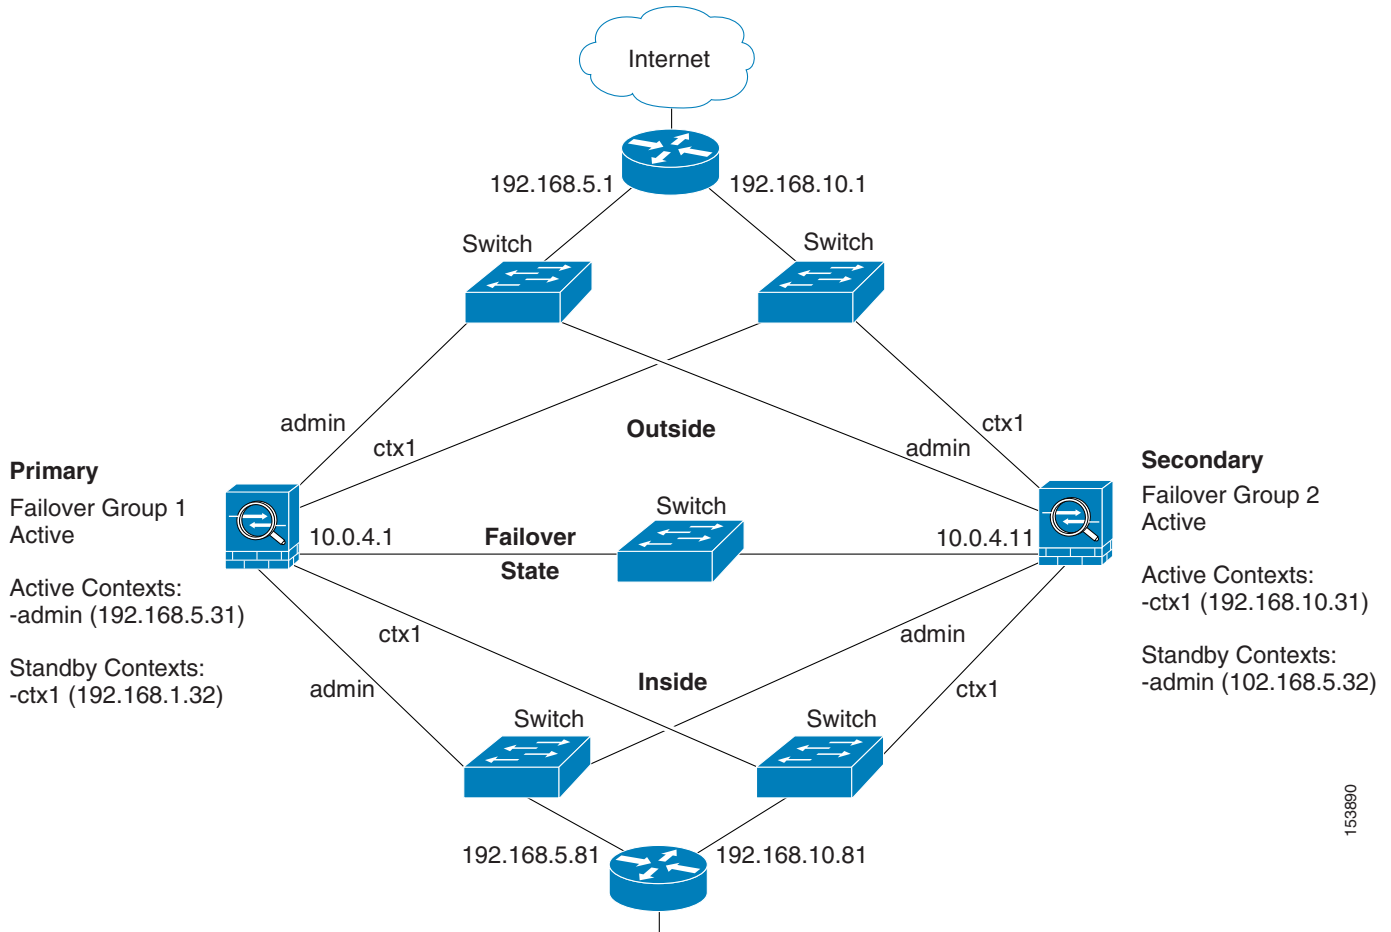 Internet
192.168.5.1
192.168.10.1
Switch
Switch
admin
ctx1
Outside
admin
ctx1
Primary
Failover Group 1
Active
Active Contexts:
-admin (192.168.5.31)
Standby Contexts:
-ctx1 (192.168.1.32)
10.0.4.1
Failover
State
Switch
10.0.4.11
Secondary
Failover Group 2
Active
Active Contexts:
-ctx1 (192.168.10.31)
Standby Contexts:
-admin (102.168.5.32)
ctx1
admin
admin
Inside
ctx1
Switch
Switch
192.168.5.81
192.168.10.81
153890